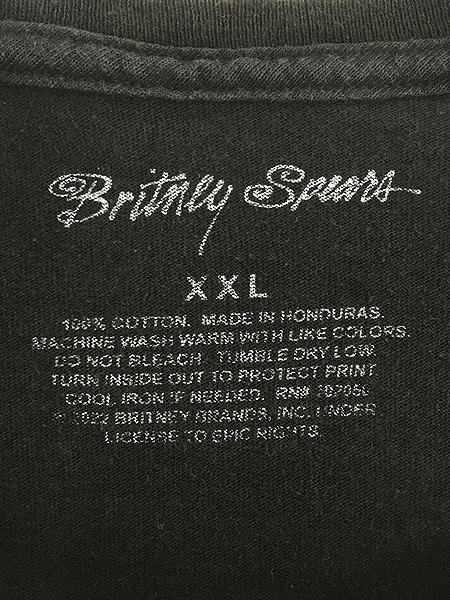 Britney Spears
XXL
100% COTTON. MADE IN HONDURAS.
MACHINE WASH WARM WITH LIKE COLORS.
DO NOT BLEACH. TUMBLE DRY LOW.
TURN INSIDE OUT TO PROTECT PRINT.
COOL IRON IF NEEDED. RN#
© 2022 BRITNEY BRANDS, INC. UNDER
LICENSE TO EPIC RIGHTS.